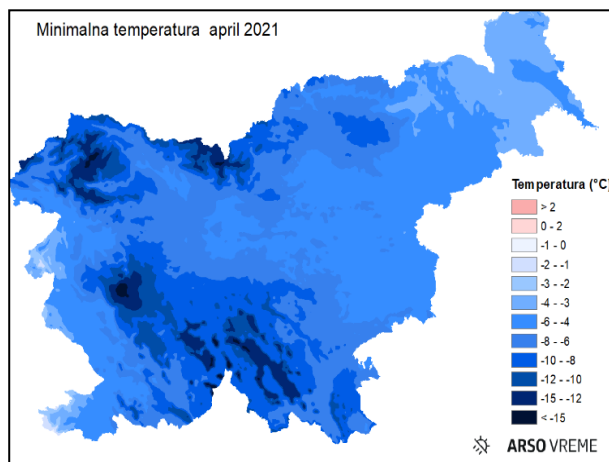 Minimalna temperatura april 2021
Temperatura (°C)
> 2
0 - 2
-1 - 0
-2 - -1
-3 - -2
-4 - -3
-6 - -4
-8 - -6
-10 - -8
-12 - -10
-15 - -12
< -15
ARSO VREME